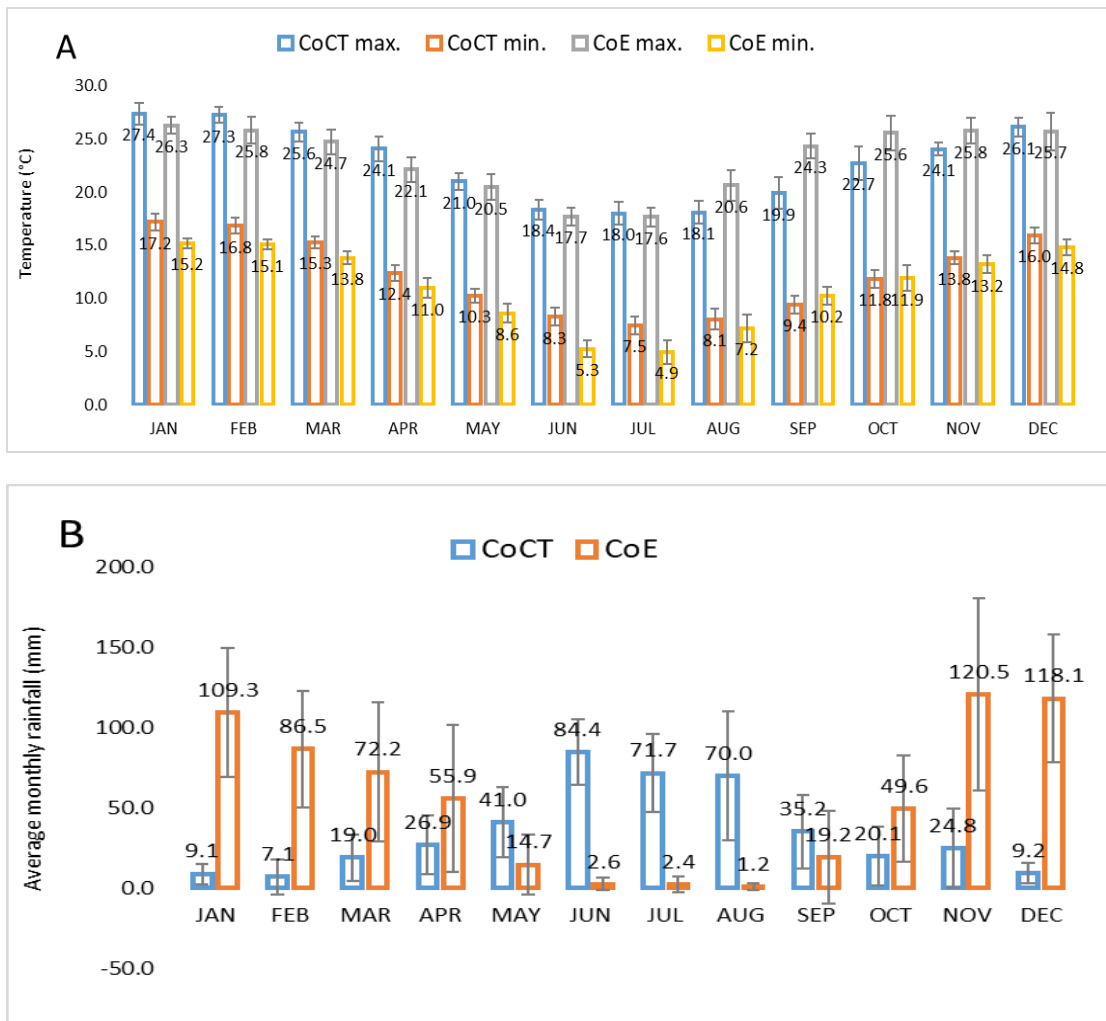 A
CoCT max. CoCT min. CoE max. CoE min.
Temperature (°C)
30.0
25.0
20.0
15.0
10.0
5.0
0.0
27.4 17.2 26.3 15.2
27.3 16.8 25.8 15.1
25.6 15.3 24.7 13.8
24.1 12.4 22.1 11.0
21.0 10.3 20.5 8.6
18.4 8.3 17.7 5.3
18.0 7.5 17.6 4.9
18.1 8.1 20.6 7.2
19.9 9.4 24.3 10.2
22.7 11.8 25.6 11.9
24.1 13.8 25.8 13.2
26.1 16.0 25.7 14.8
JAN FEB MAR APR MAY JUN JUL AUG SEP OCT NOV DEC
B
CoCT CoE
Average monthly rainfall (mm)
200.0
150.0
100.0
50.0
0.0
-50.0
9.1 109.3
7.1 86.5
19.0 72.2
26.9 55.9
41.0 14.7
84.4 2.6
71.7 2.4
70.0 1.2
35.2 19.2
20.1 49.6
24.8 120.5
9.2 118.1
JAN FEB MAR APR MAY JUN JUL AUG SEP OCT NOV DEC